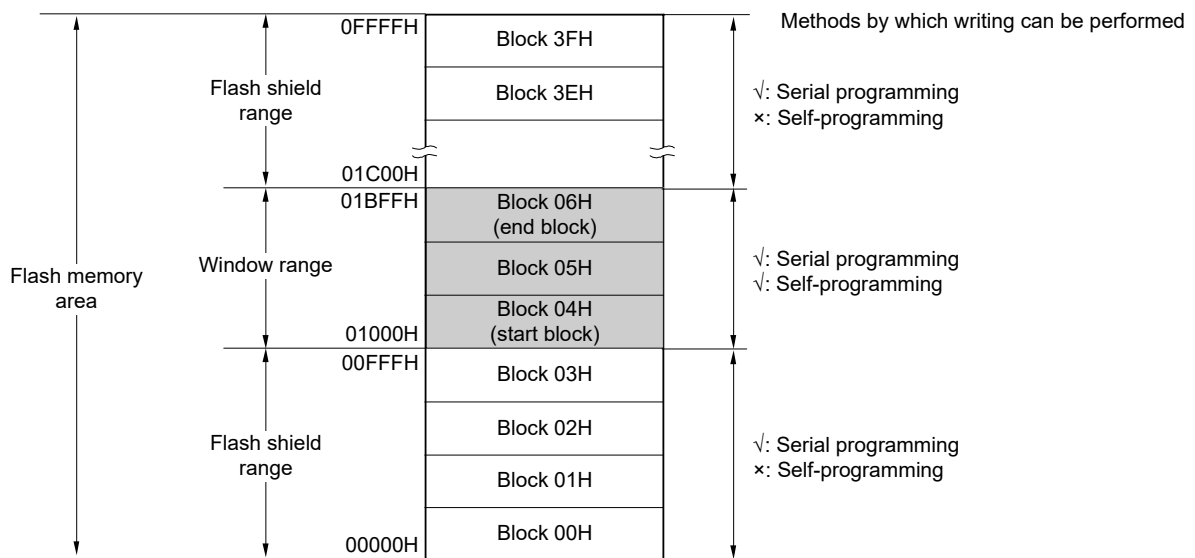 Methods by which writing can be performed
0FFFFH
Block 3FH
Flash shield
range
Block 3EH
√: Serial programming
×: Self-programming
01C00H
01BFFH
Block 06H
(end block)
Flash memory
area
Window range
Block 05H
√: Serial programming
√: Self-programming
Block 04H
(start block)
01000H
00FFFH
Block 03H
Flash shield
range
Block 02H
√: Serial programming
×: Self-programming
Block 01H
Block 00H
00000H